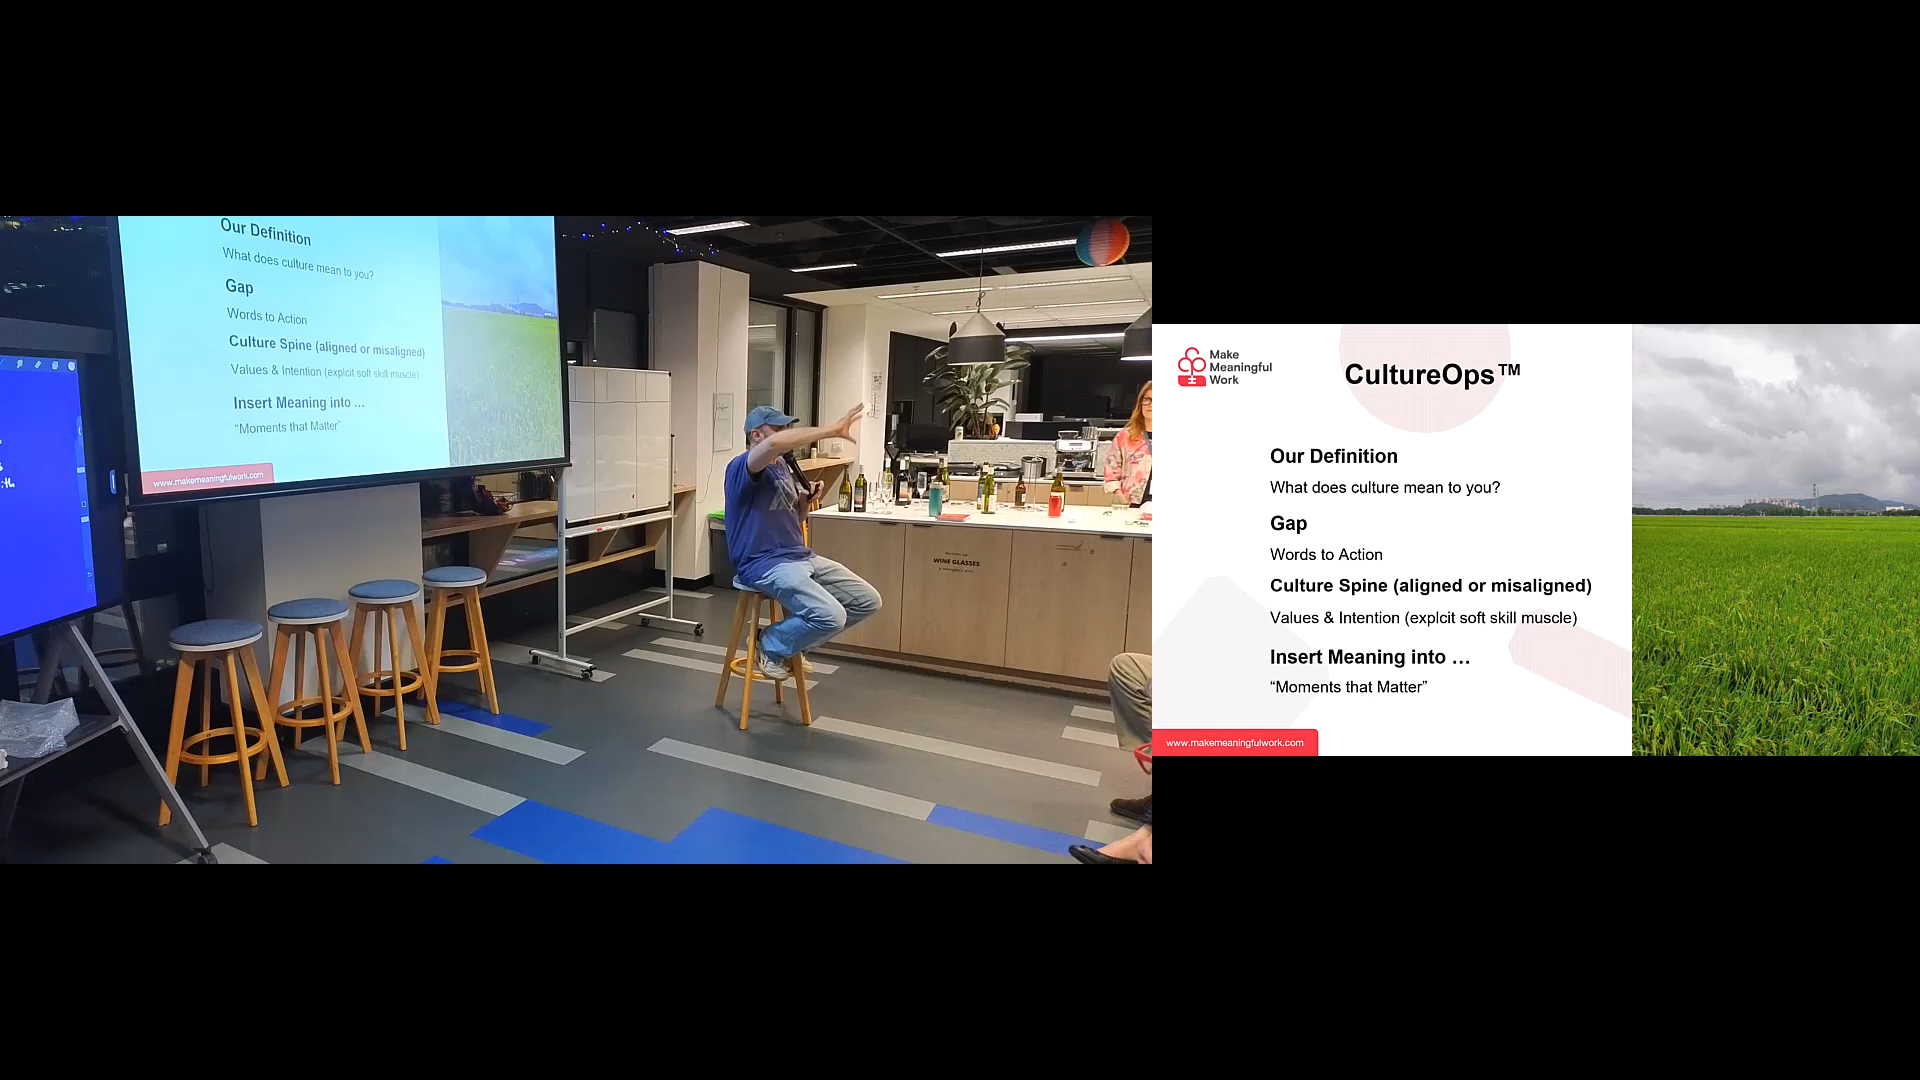 Our Definition
What does culture mean to you?
Gap
Words to Action
Culture Spine (aligned or misaligned)
Values & Intention (explcit soft skill muscle)
Insert Meaning into ...
“Moments that Matter”
www.makemeaningfulwork.com
WINE GLASSES
Make
Meaningful
Work
CultureOps™
Our Definition
What does culture mean to you?
Gap
Words to Action
Culture Spine (aligned or misaligned)
Values & Intention (explcit soft skill muscle)
Insert Meaning into ...
“Moments that Matter”
www.makemeaningfulwork.com